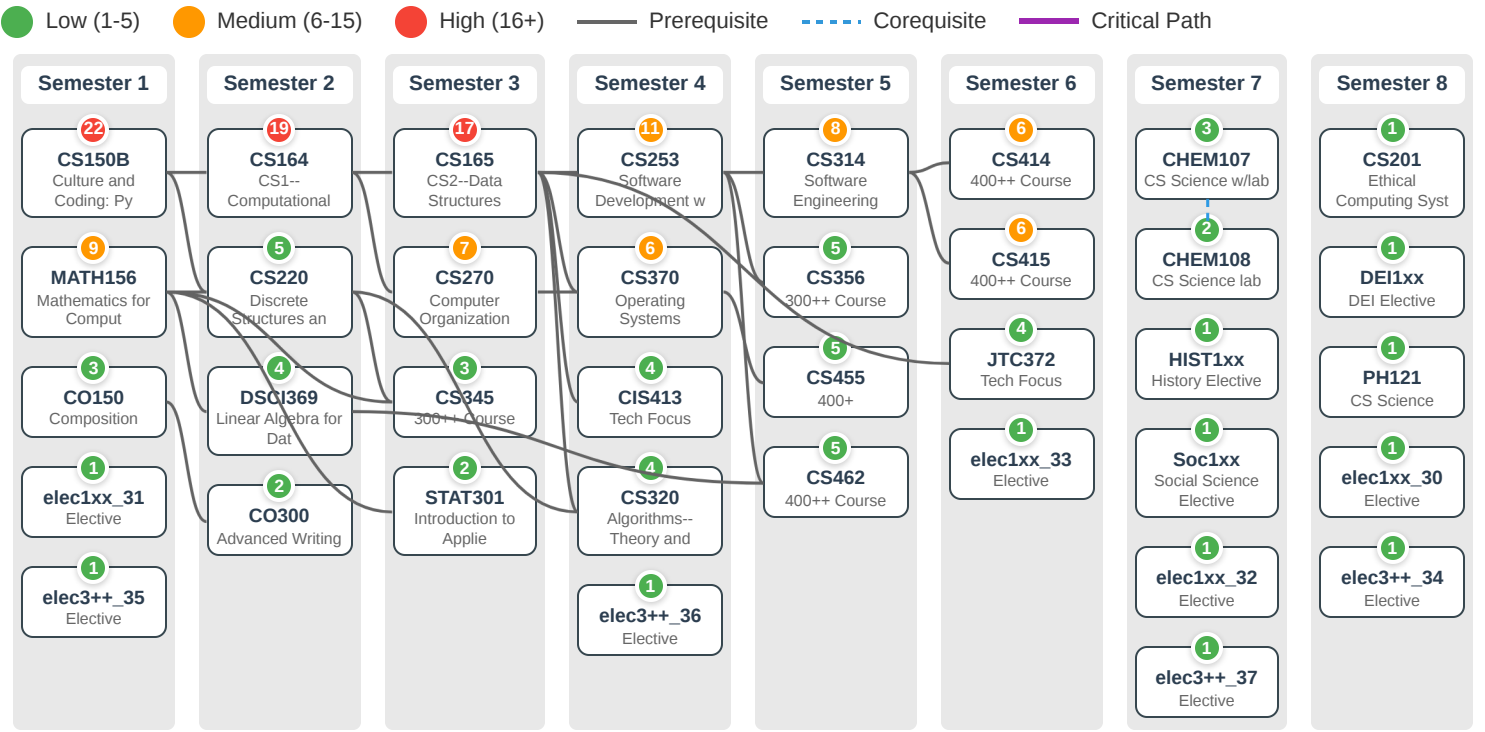 Low (1-5)
Medium (6-15)
High (16+)
Prerequisite
Corequisite
Critical Path
Semester 1
22
CS150B
Culture and
Coding: Py
9
MATH156
Mathematics for
Comput
3
CO150
Composition
1
elec1xx_31
Elective
1
elec3++_35
Elective
Semester 2
19
CS164
CS1--
Computational
5
CS220
Discrete
Structures an
4
DSCI369
Linear Algebra for
Dat
2
CO300
Advanced Writing
Semester 3
17
CS165
CS2--Data
Structures
7
CS270
Computer
Organization
3
CS345
300++ Course
2
STAT301
Introduction to
Applie
Semester 4
11
CS253
Software
Development w
6
CS370
Operating
Systems
4
CIS413
Tech Focus
4
CS320
Algorithms--
Theory and
1
elec3++_36
Elective
Semester 5
8
CS314
Software
Engineering
5
CS356
300++ Course
5
CS455
400+
5
CS462
400++ Course
Semester 6
6
CS414
400++ Course
6
CS415
400++ Course
4
JTC372
Tech Focus
1
elec1xx_33
Elective
Semester 7
3
CHEM107
CS Science w/lab
2
CHEM108
CS Science lab
1
HIST1xx
History Elective
1
Soc1xx
Social Science
Elective
1
elec1xx_32
Elective
1
elec3++_37
Elective
Semester 8
1
CS201
Ethical
Computing Syst
1
DEI1xx
DEI Elective
1
PH121
CS Science
1
elec1xx_30
Elective
1
elec3++_34
Elective